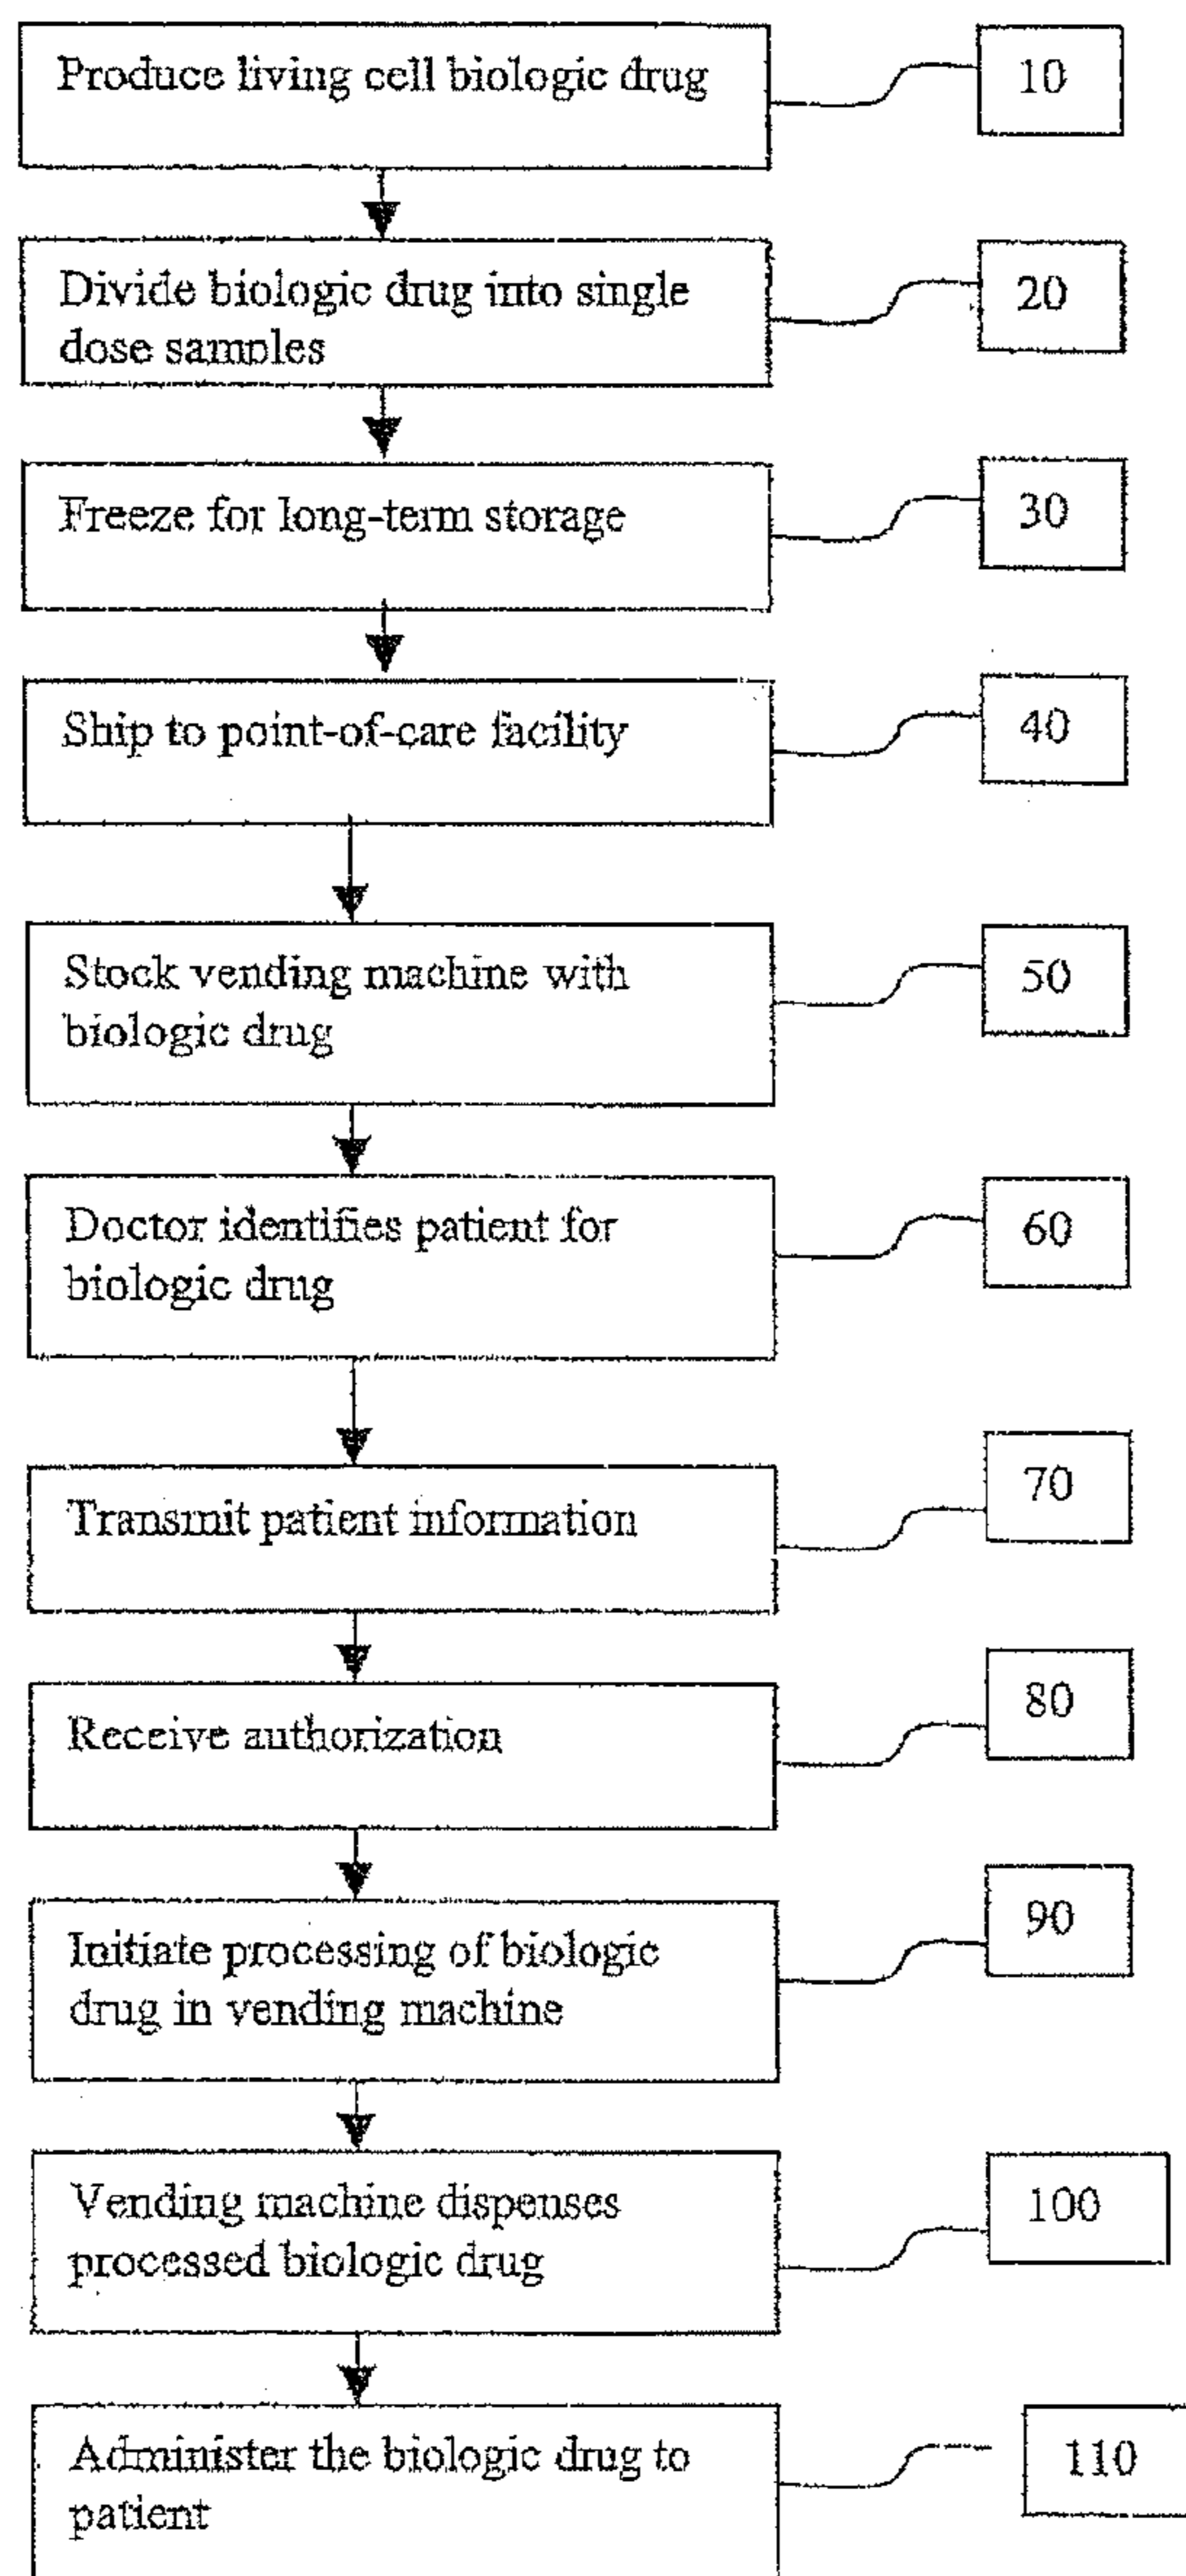 Produce living cell biologic drug
10
Divide biologic drug into single
dose samples
20
Freeze for long-term storage
30
Ship to point-of-care facility
40
Stock vending machine with
biologic drug
50
Doctor identifies patient for
biologic drug
60
Transmit patient information
70
Receive authorization
80
Initiate processing of biologic
drug in vending machine
90
Vending machine dispenses
processed biologic drug
100
Administer the biologic drug to
patient
110